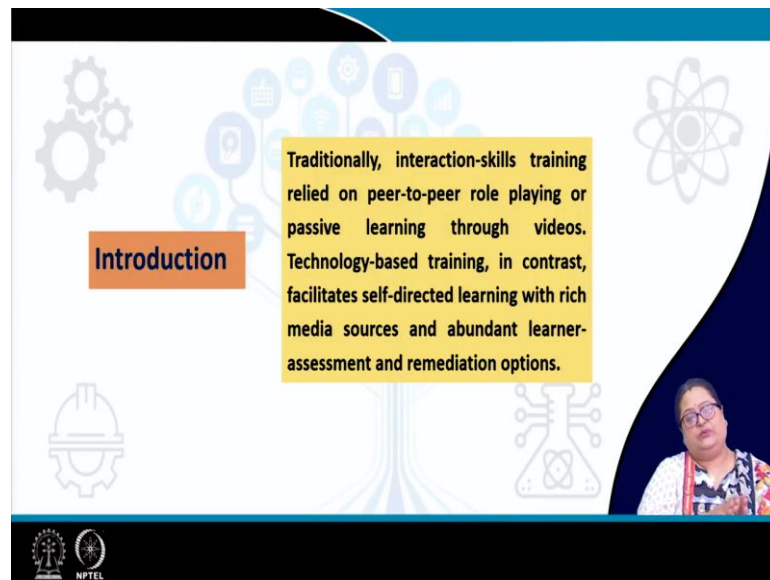 Introduction
Traditionally, interaction-skills training
relied on peer-to-peer role playing or
passive learning through videos.
Technology-based training, in contrast,
facilitates self-directed learning with rich
media sources and abundant learner-
assessment and remediation options.
NPTEL